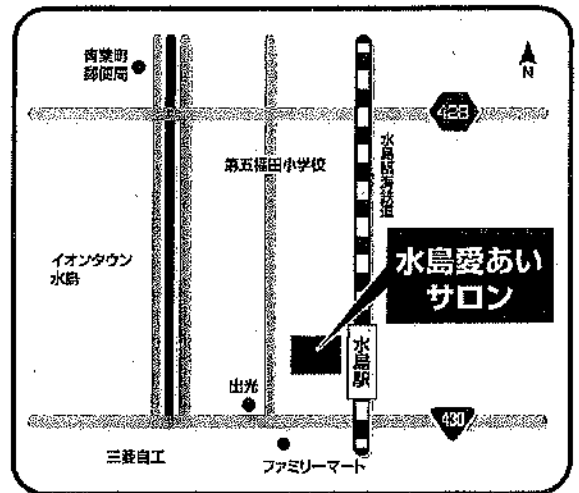 青葉町
郵便局
N
428
第五福田小学校
水島臨海鉄道
イオンタウン
水島
水島愛あい
サロン
水島駅
出光
430
三菱自工
ファミリーマート